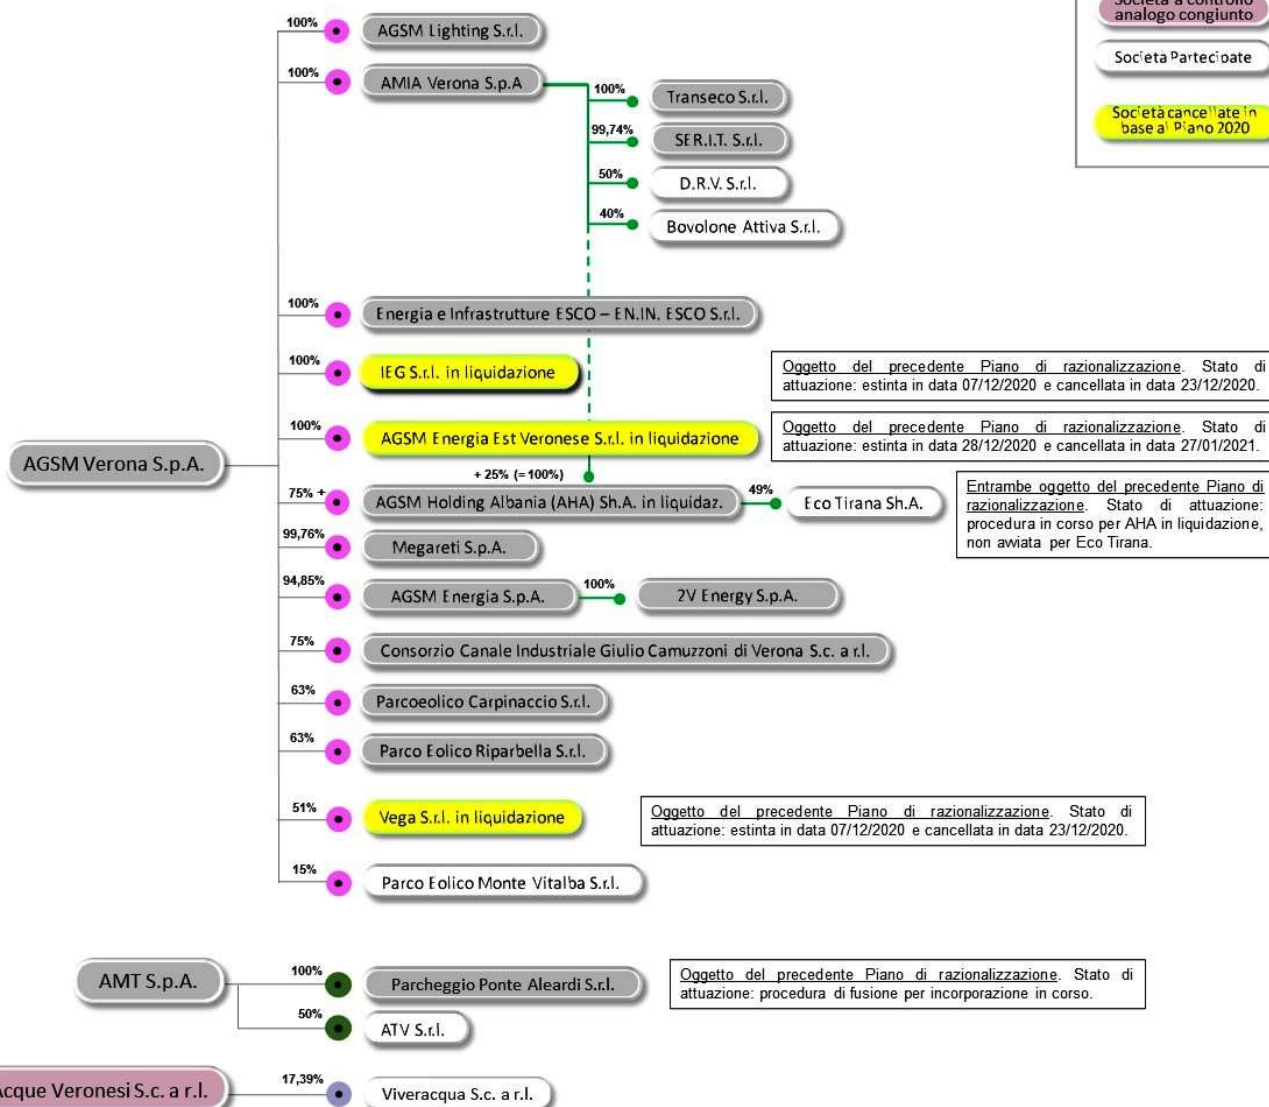 Società a controllo
analogo congiunto
Società Partecipate
Società cancellate in
base al Piano 2020
100%
AGSM Lighting S.r.l.
100%
AMIA Verona S.p.A
100%
Transeco S.r.l.
99,74%
SER.I.T. S.r.l.
50%
D.R.V. S.r.l.
40%
Bovolone Attiva S.r.l.
100%
Energia e Infrastrutture ESCO – EN.IN. ESCO S.r.l.
100%
IEG S.r.l. in liquidazione
Oggetto del precedente Piano di razionalizzazione. Stato di
attuazione: estinta in data 07/12/2020 e cancellata in data 23/12/2020.
100%
AGSM Energia Est Veronese S.r.l. in liquidazione
Oggetto del precedente Piano di razionalizzazione. Stato di
attuazione: estinta in data 28/12/2020 e cancellata in data 27/01/2021.
AGSM Verona S.p.A.
+ 25% (= 100%)
75% +
AGSM Holding Albania (AHA) Sh.A. in liquidaz.
49%
Eco Tirana Sh.A.
Entrambe oggetto del precedente Piano di
razionalizzazione. Stato di attuazione:
procedura in corso per AHA in liquidazione,
non avviata per Eco Tirana.
99,76%
Megareti S.p.A.
94,85%
AGSM Energia S.p.A.
100%
2V Energy S.p.A.
75%
Consorzio Canale Industriale Giulio Camuzzoni di Verona S.c. a r.l.
63%
Parcoeolico Carpinaccio S.r.l.
63%
Parco Eolico Riparbella S.r.l.
51%
Vega S.r.l. in liquidazione
Oggetto del precedente Piano di razionalizzazione. Stato di
attuazione: estinta in data 07/12/2020 e cancellata in data 23/12/2020.
15%
Parco Eolico Monte Vitalba S.r.l.
AMT S.p.A.
100%
Parcheggio Ponte Aleardi S.r.l.
Oggetto del precedente Piano di razionalizzazione. Stato di
attuazione: procedura di fusione per incorporazione in corso.
50%
ATV S.r.l.
Acque Veronesi S.c. a r.l.
17,39%
Viveracqua S.c. a r.l.